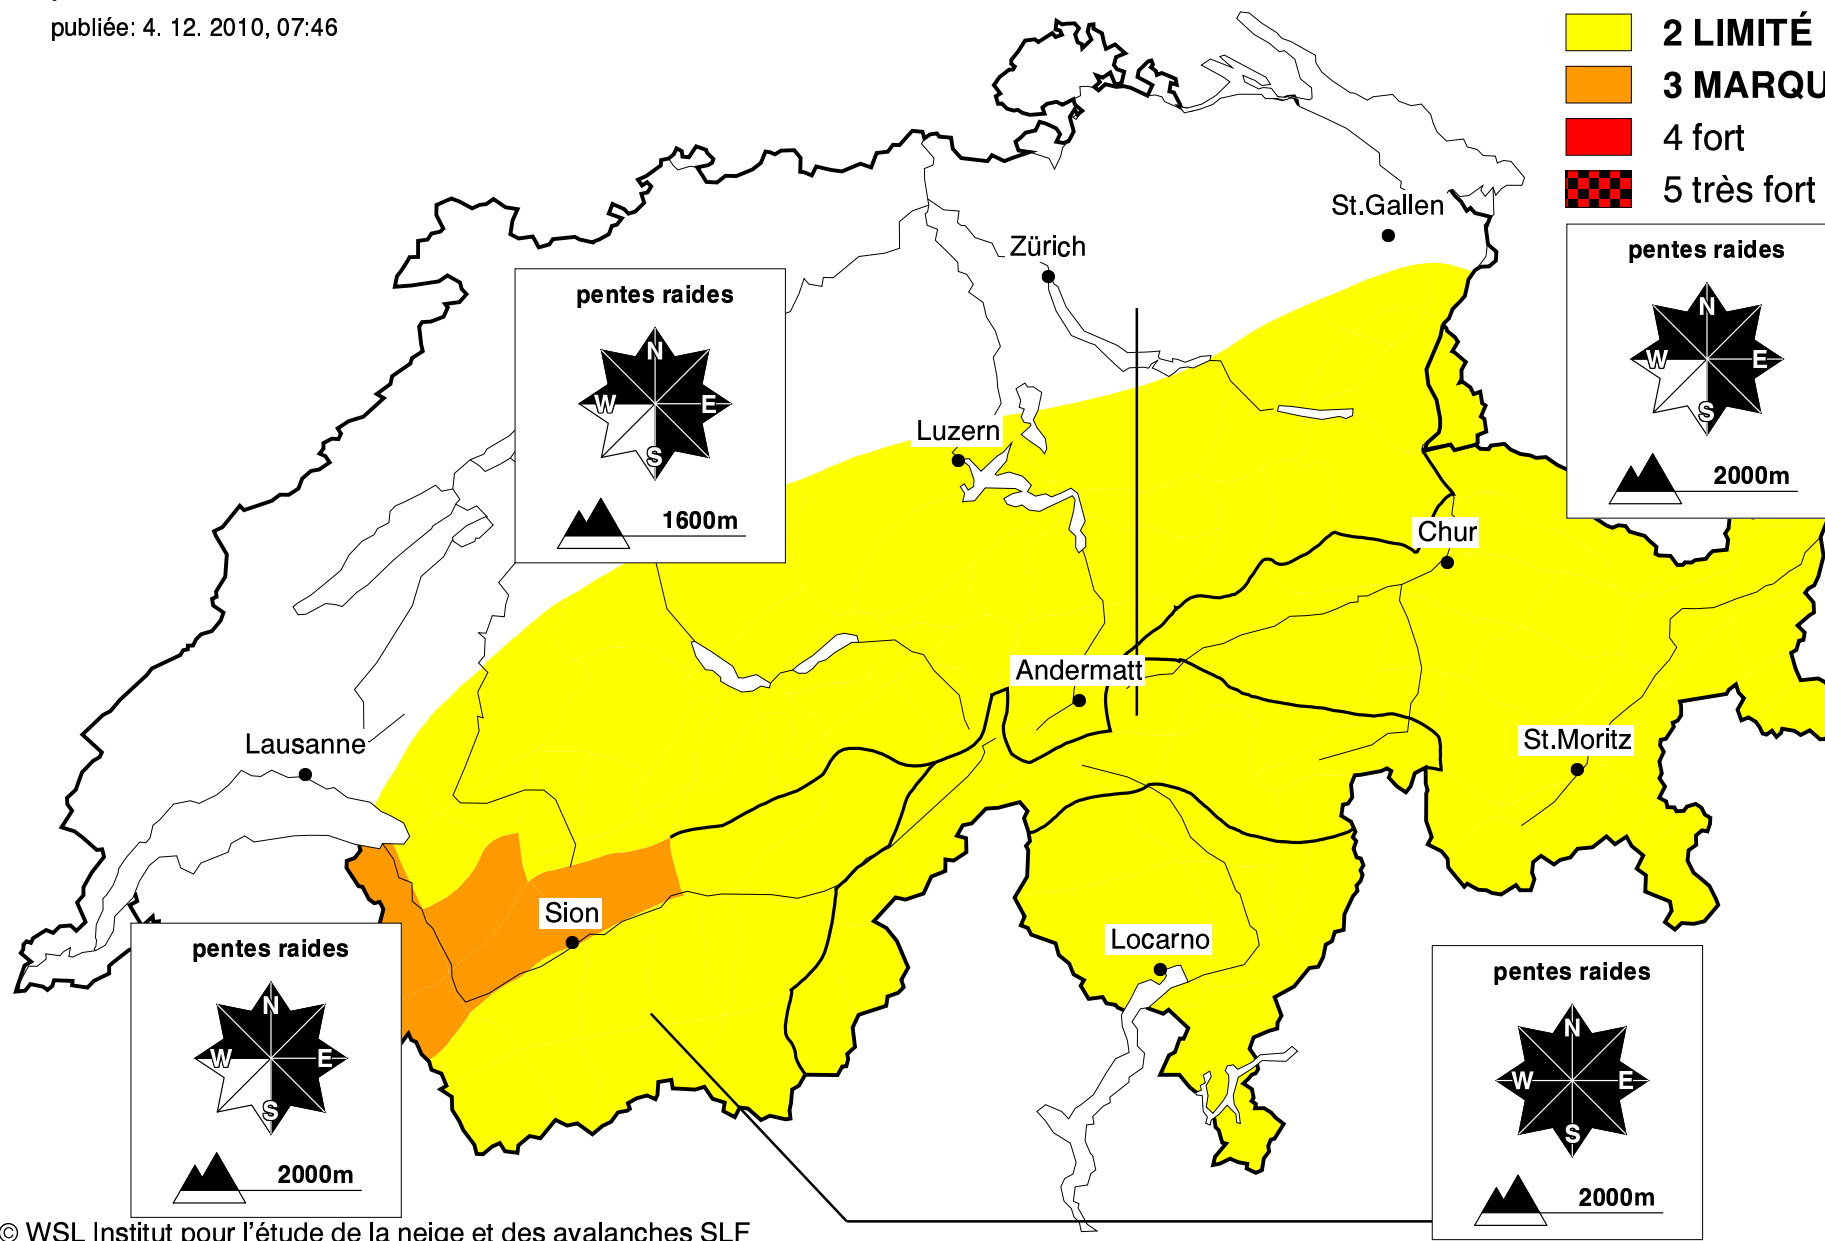 publiée: 4. 12. 2010, 07:46
2 LIMITÉ
3 MARQU
4 fort
5 très fort
St.Gallen
Zürich
pentes raides
N
W
E
S
2000m
pentes raides
N
W
E
S
1600m
Luzern
Chur
Andermatt
Lausanne
St.Moritz
Sion
Locarno
pentes raides
N
W
E
S
2000m
pentes raides
N
W
E
S
2000m
© WSL Institut pour l'étude de la neige et des avalanches SLF